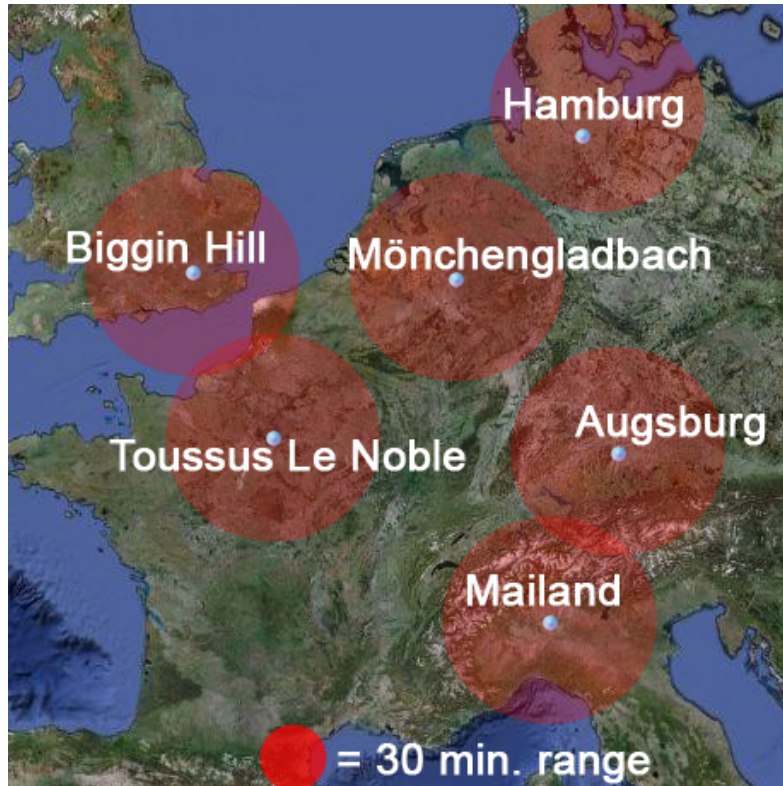 Hamburg
Biggin Hill
Mönchengladbach
Augsburg
Toussus Le Noble
Mailand
= 30 min. range